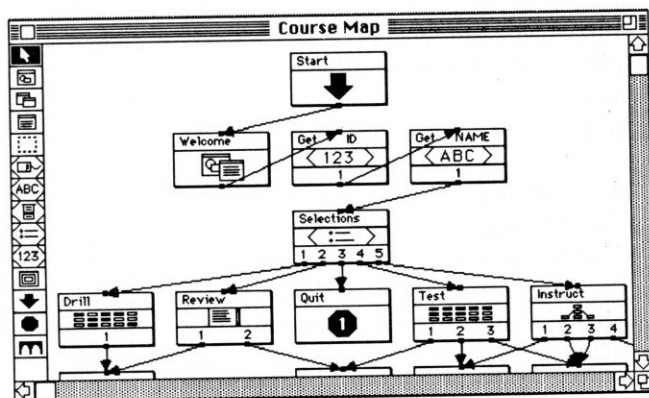 Course Map
Start
Welcome
Get ID
123
1
Get NAME
ABC
1
Selections
1 2 3 4 5
Drill
1
Review
1 2
Quit
1
Test
1 2 3
Instruct
1 2 3 4
ABC
123